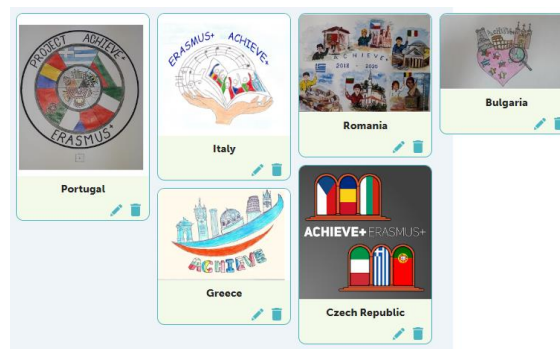 PROJECT ACHIEVE+
ERASMUS+
Portugal
ERASMUS+ ACHIEVE+
Italy
ACHIEVE+
2018 - 2020
Romania
Bulgaria
ACHIEVE
Greece
ACHIEVE+ ERASMUS+
Czech Republic